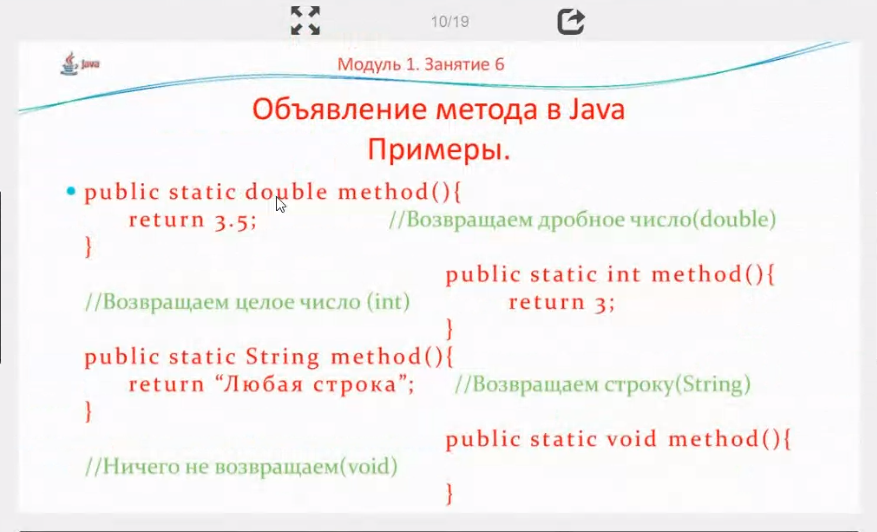 10/19
Java
Модуль 1. Занятие 6
Объявление метода в Java
Примеры.
• public static double method(){
return 3.5; //Возвращаем дробное число(double)
}
public static int method(){
//Возвращаем целое число (int) return 3;
}
public static String method(){
return “Любая строка”; //Возвращаем строку(String)
}
public static void method(){
//Ничего не возвращаем(void)
}